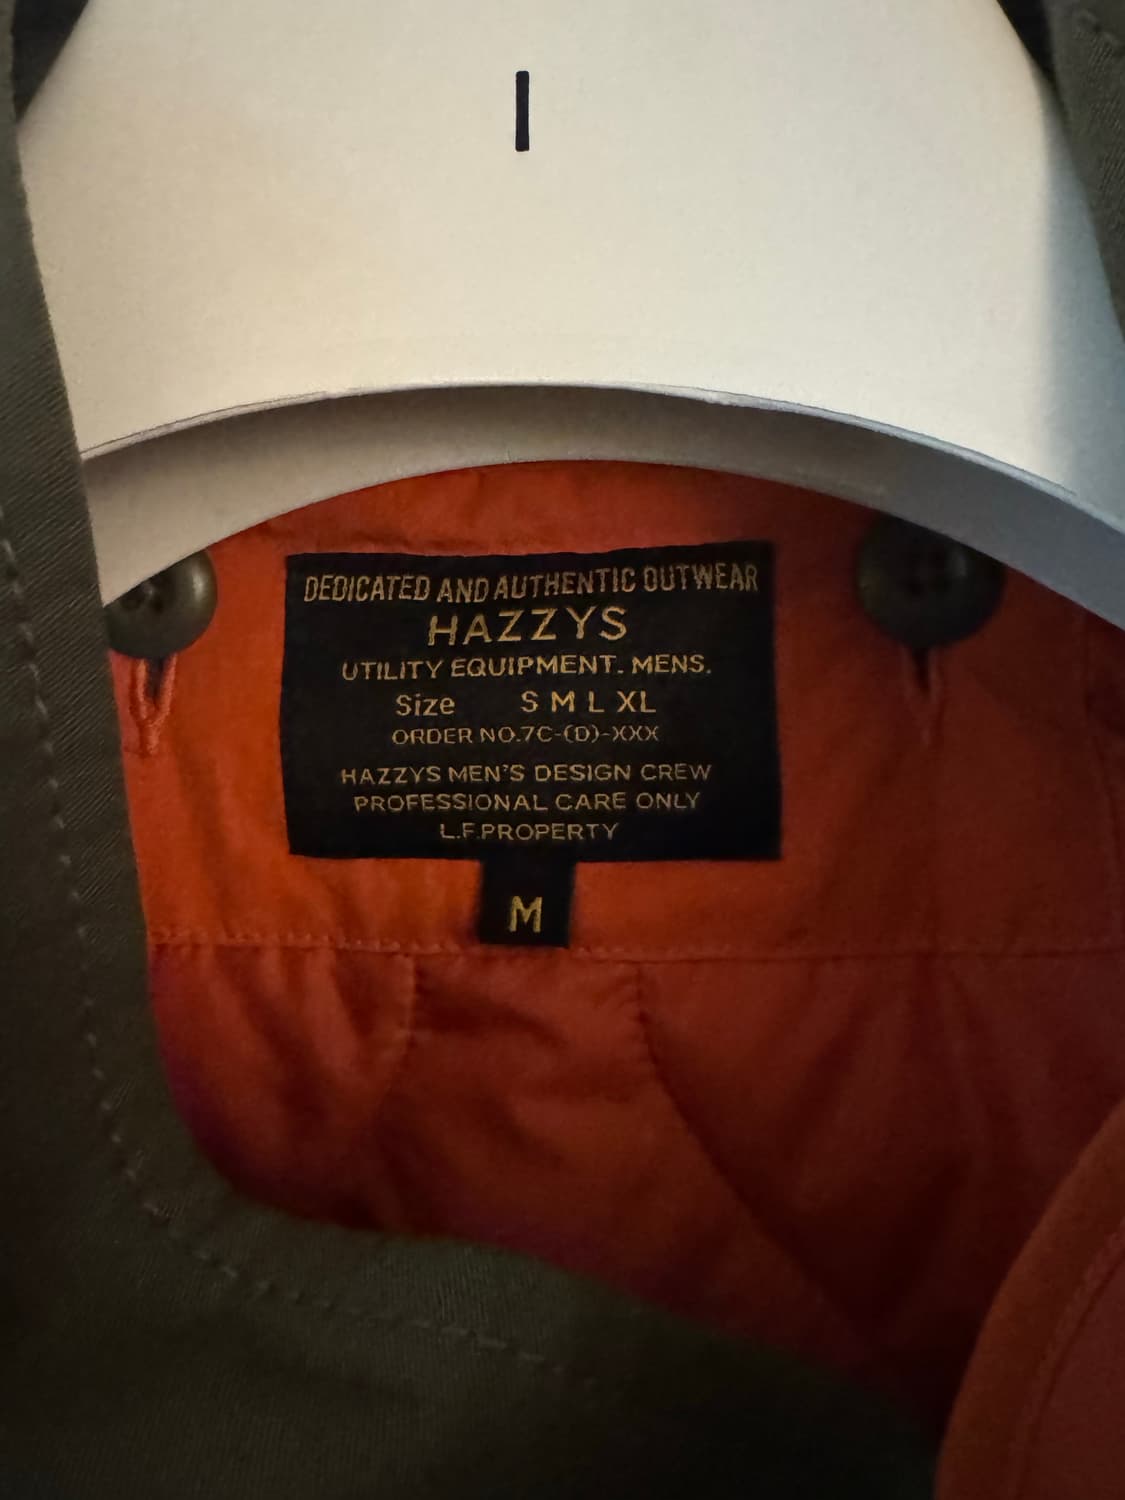 DEDICATED AND AUTHENTIC OUTWEAR
HAZZYS
UTILITY EQUIPMENT. MENS.
Size S M L XL
ORDER NO.7C-(D)-XXX
HAZZYS MEN'S DESIGN CREW
PROFESSIONAL CARE ONLY
L.F.PROPERTY
M